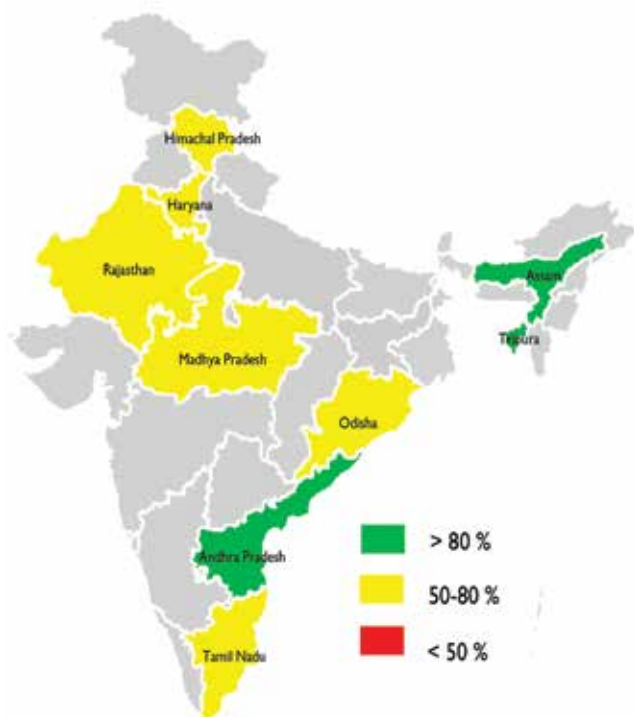 Himachal Pradesh
Haryana
Rajasthan
Assam
Tripura
Madhya Pradesh
Odisha
Andhra Pradesh
> 80 %
50-80 %
< 50 %
Tamil Nadu